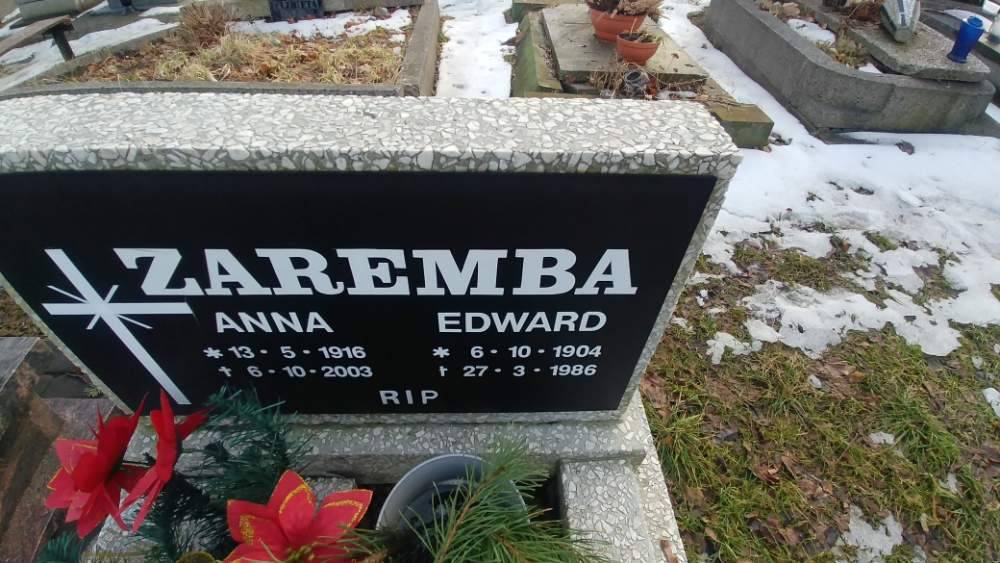 ZAREMBA
ANNA EDWARD
* 13 • 5 • 1916 * 6 • 10 • 1904
† 6 • 10 • 2003 † 27 • 3 • 1986
RIP